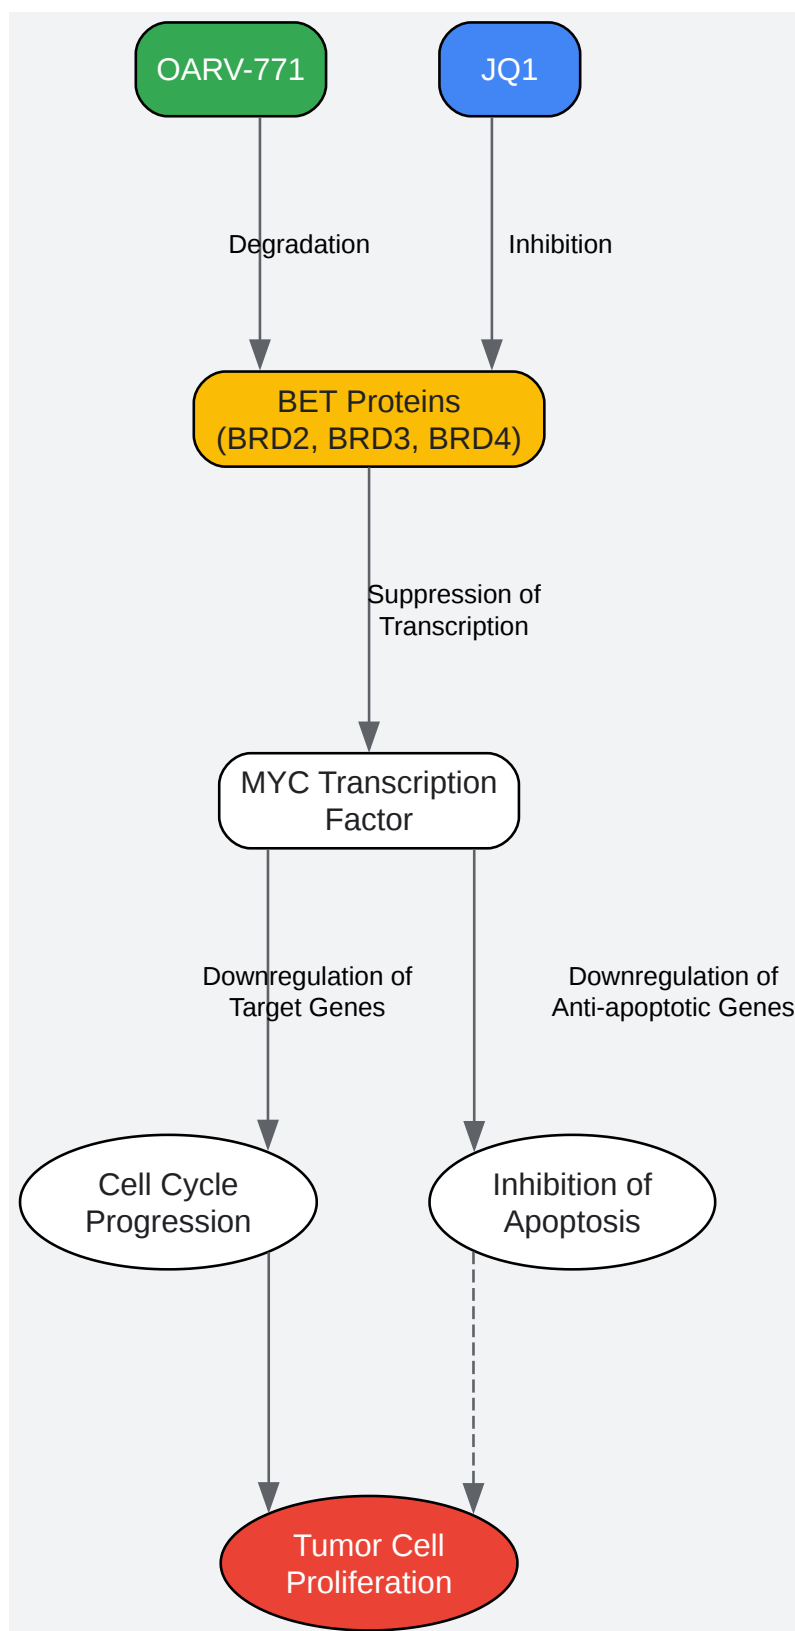 OARV-771
JQ1
Degradation
Inhibition
BET Proteins
(BRD2, BRD3, BRD4)
Suppression of
Transcription
MYC Transcription
Factor
Downregulation of
Target Genes
Downregulation of
Anti-apoptotic Genes
Cell Cycle
Progression
Inhibition of
Apoptosis
Tumor Cell
Proliferation